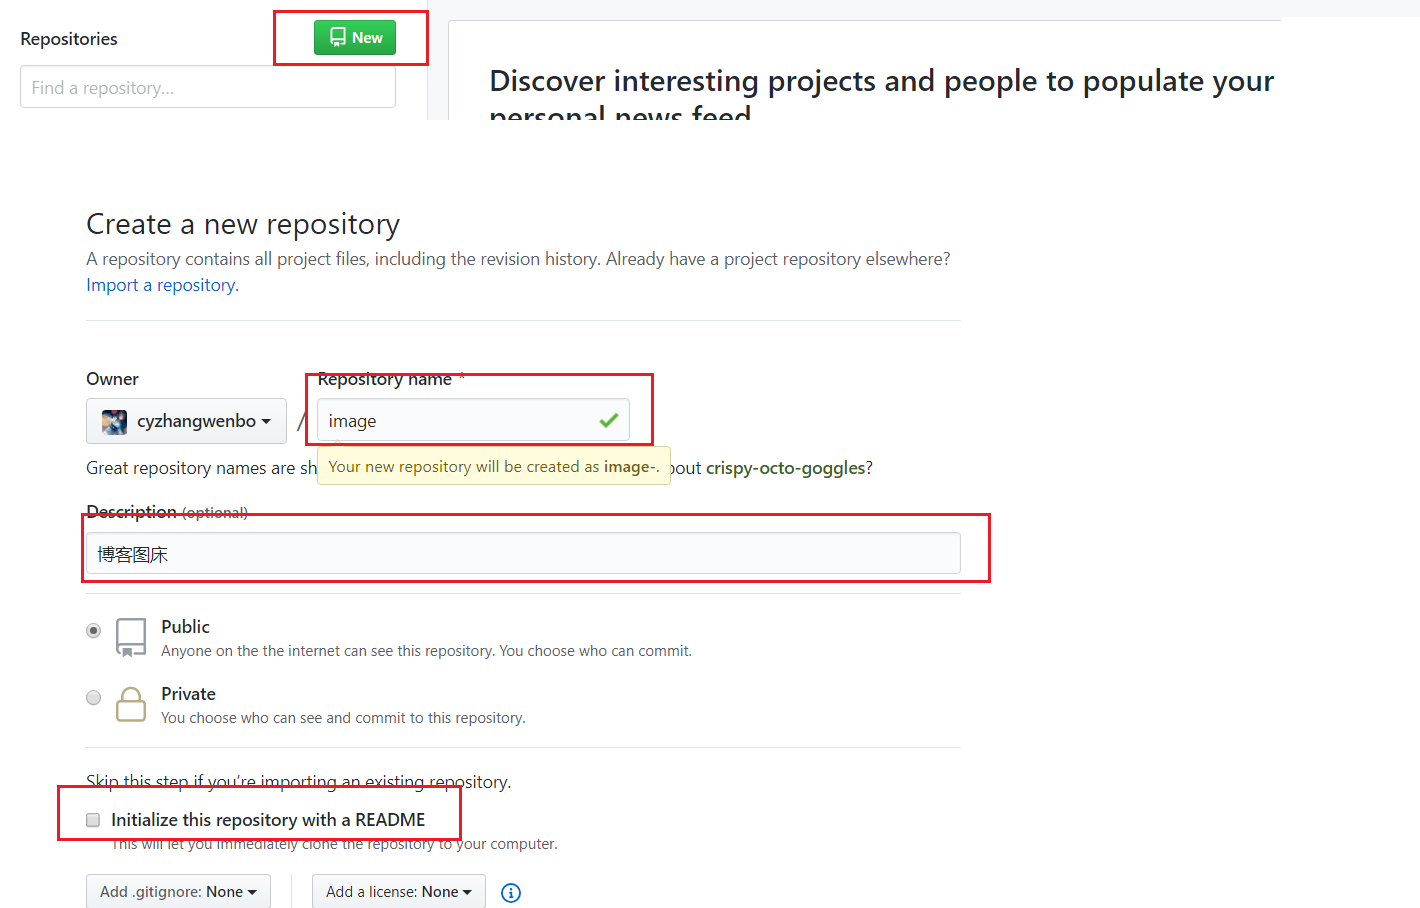 Repositories
New
Find a repository...
Discover interesting projects and people to populate your
personal news feed
Create a new repository
A repository contains all project files, including the revision history. Already have a project repository elsewhere?
Import a repository.
Owner
Repository name *
cyzhangwenbo
/
image
Great repository names are sh
Your new repository will be created as image-.
bout crispy-octo-goggles?
Description (optional)
博客图床
Public
Anyone on the the internet can see this repository. You choose who can commit.
Private
You choose who can see and commit to this repository.
Skip this step if you're importing an existing repository.
Initialize this repository with a README
This will let you immediately clone the repository to your computer.
Add .gitignore: None
Add a license: None